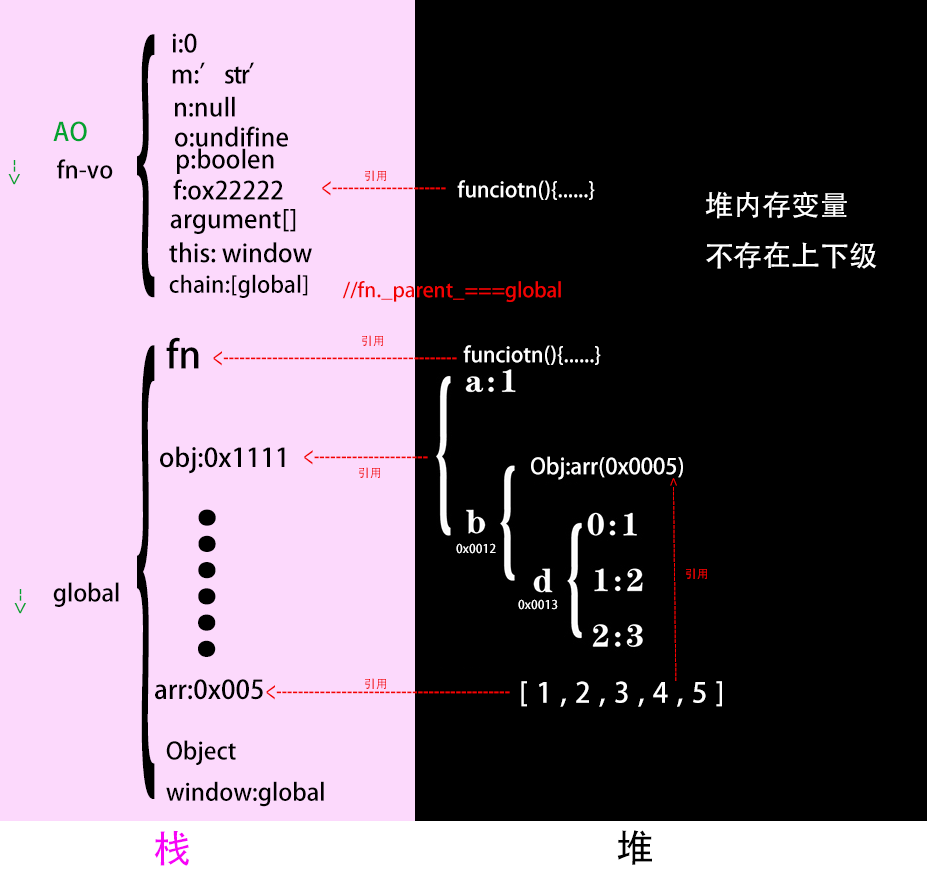 i:0
m:′ str′
n:null
AO
o:undifine
p:boolen
fn-vo
f:ox22222
引用
funciotn(){......}
堆内存变量
argument[]
this: window
不存在上下级
chain:[global]
//fn._parent_===global
fn
引用
funciotn(){......}
a:1
obj:0x1111
引用
Obj:arr(0x0005)
b
0x0012
0:1
d
0x0013
1:2
引用
global
2:3
arr:0x005
引用
[ 1 , 2 , 3 , 4 , 5 ]
Object
window:global
栈
堆